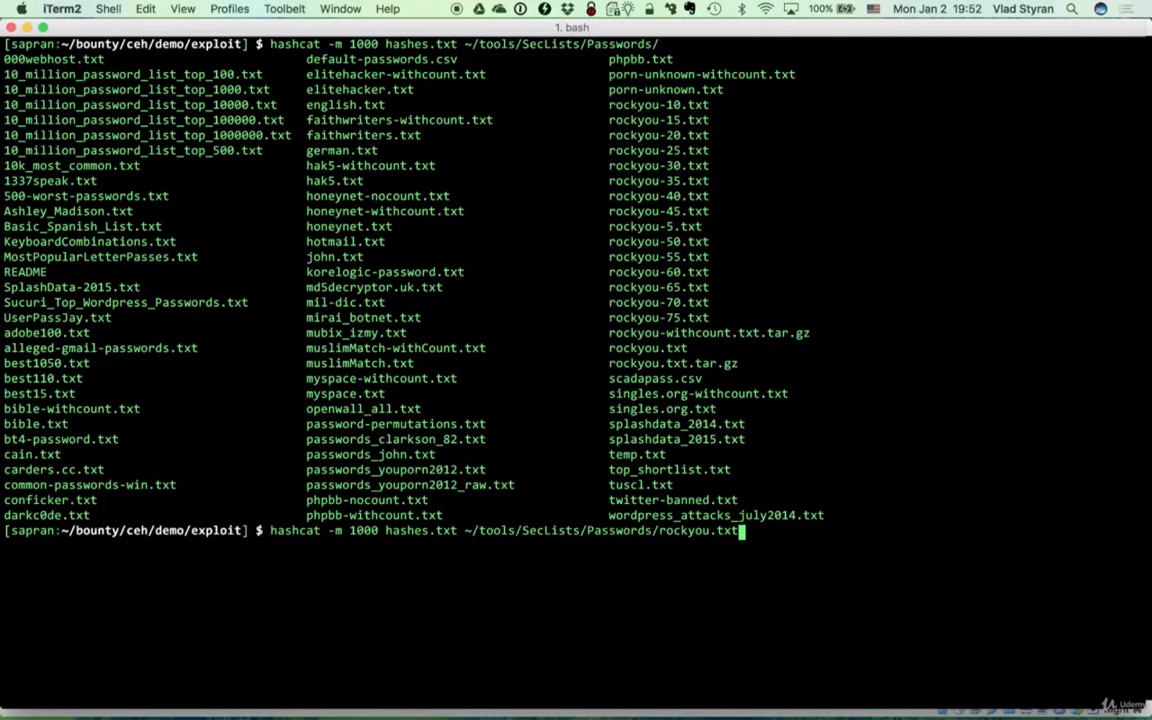 iTerm2 Shell Edit View Profiles Toolbelt Window Help 100% Mon Jan 2 19:52 Vlad Styran
1. bash
[sapran:~/bounty/ceh/demo/exploit] $ hashcat -m 1000 hashes.txt ~/tools/SecLists/Passwords/
000webhost.txt default-passwords.csv phpbb.txt
10_million_password_list_top_100.txt elitehacker-withcount.txt porn-unknown-withcount.txt
10_million_password_list_top_1000.txt elitehacker.txt porn-unknown.txt
10_million_password_list_top_10000.txt english.txt rockyou-10.txt
10_million_password_list_top_100000.txt faithwriters-withcount.txt rockyou-15.txt
10_million_password_list_top_1000000.txt faithwriters.txt rockyou-20.txt
10_million_password_list_top_500.txt german.txt rockyou-25.txt
10k_most_common.txt hak5-withcount.txt rockyou-30.txt
1337speak.txt hak5.txt rockyou-35.txt
500-worst-passwords.txt honeynet-nocount.txt rockyou-40.txt
Ashley_Madison.txt honeynet-withcount.txt rockyou-45.txt
Basic_Spanish_List.txt honeynet.txt rockyou-5.txt
KeyboardCombinations.txt hotmail.txt rockyou-50.txt
MostPopularLetterPasses.txt john.txt rockyou-55.txt
README korelogic-password.txt rockyou-60.txt
SplashData-2015.txt md5decryptor.uk.txt rockyou-65.txt
Sucuri_Top_Wordpress_Passwords.txt mil-dic.txt rockyou-70.txt
UserPassJay.txt mirai_botnet.txt rockyou-75.txt
adobe100.txt mubix_izmy.txt rockyou-withcount.txt.tar.gz
alleged-gmail-passwords.txt muslimMatch-withCount.txt rockyou.txt
best1050.txt muslimMatch.txt rockyou.txt.tar.gz
best110.txt myspace-withcount.txt scadapass.csv
best15.txt myspace.txt singles.org-withcount.txt
bible-withcount.txt openwall_all.txt singles.org.txt
bible.txt password-permutations.txt splashdata_2014.txt
bt4-password.txt passwords_clarkson_82.txt splashdata_2015.txt
cain.txt passwords_john.txt temp.txt
carders.cc.txt passwords_youporn2012.txt top_shortlist.txt
common-passwords-win.txt passwords_youporn2012_raw.txt tuscl.txt
conficker.txt phpbb-nocount.txt twitter-banned.txt
darkc0de.txt phpbb-withcount.txt wordpress_attacks_july2014.txt
[sapran:~/bounty/ceh/demo/exploit] $ hashcat -m 1000 hashes.txt ~/tools/SecLists/Passwords/rockyou.txt
Udemy